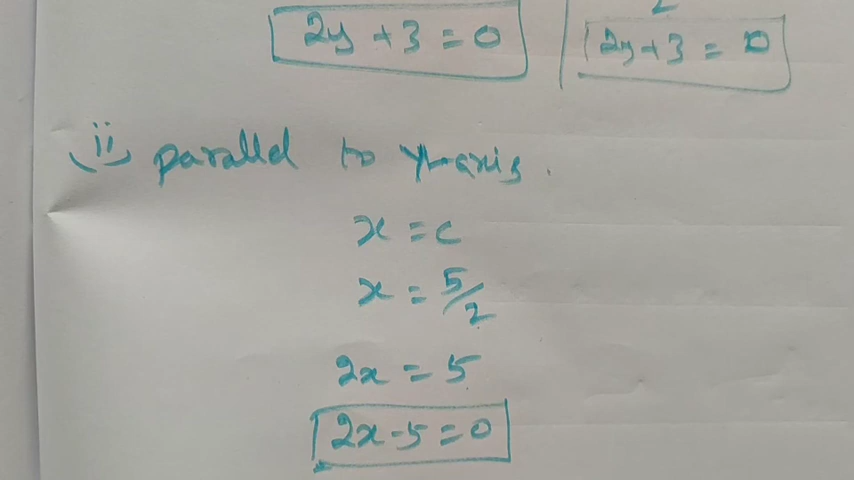 2y + 3 = 0
2y + 3 = 0
ii) parallel to y-axis.
x = c
x = 5/2
2x = 5
2x - 5 = 0